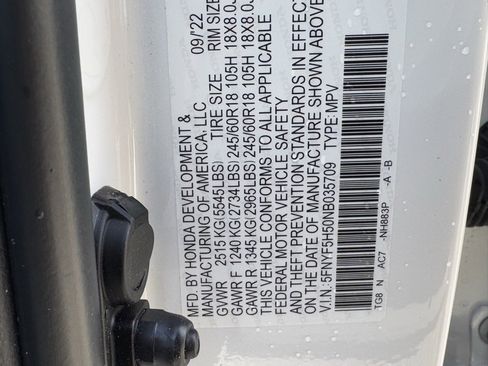 MFD. BY HONDA DEVELOPMENT & 09/'22
MANUFACTURING OF AMERICA, LLC
GVWR 2515 KG(5545LBS) TIRE SIZE RIM SIZE
GAWR F 1240 KG(2734LBS) 245/60R18 105H 18X8.0J
GAWR R 1345 KG(2965LBS) 245/60R18 105H 18X8.0J
THIS VEHICLE CONFORMS TO ALL APPLICABLE
FEDERAL MOTOR VEHICLE SAFETY
AND THEFT PREVENTION STANDARDS IN EFFECT
ON THE DATE OF MANUFACTURE SHOWN ABOVE
V.I.N: 5FNYF5H50NB035709 TYPE: MPV
TG8 N AC7 -NH883P -A -B